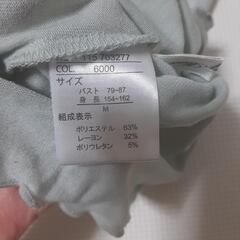 115 703277
COL. 6000
サイズ
バスト 79-87
身長 154-162
M
組成表示
ポリエステル 63%
レーヨン 32%
ポリウレタン 5%